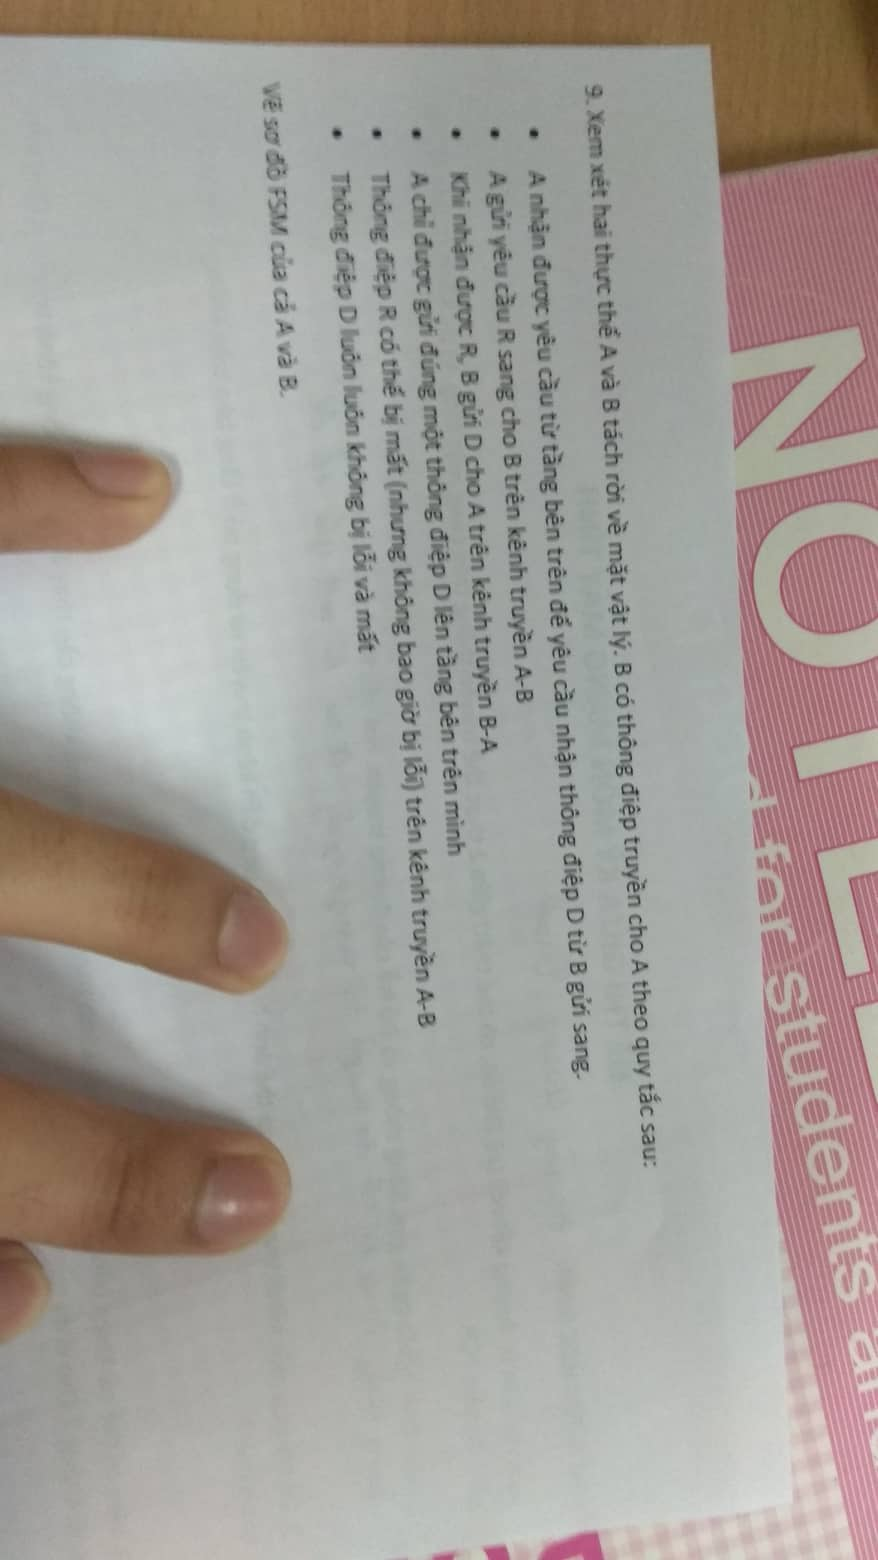 9. Xem xét hai thực thể A và B tách rời về mặt vật lý. B có thông điệp truyền cho A theo quy tắc sau:
• A nhận được yêu cầu từ tầng bên trên để yêu cầu nhận thông điệp D từ B gửi sang.
• A gửi yêu cầu R sang cho B trên kênh truyền A-B
• Khi nhận được R, B gửi D cho A trên kênh truyền B-A
• A chỉ được gửi đúng một thông điệp D lên tầng bên trên mình
• Thông điệp R có thể bị mất (nhưng không bao giờ bị lỗi) trên kênh truyền A-B
• Thông điệp D luôn luôn không bị lỗi và mất
Vẽ sơ đồ FSM của cả A và B.
for students